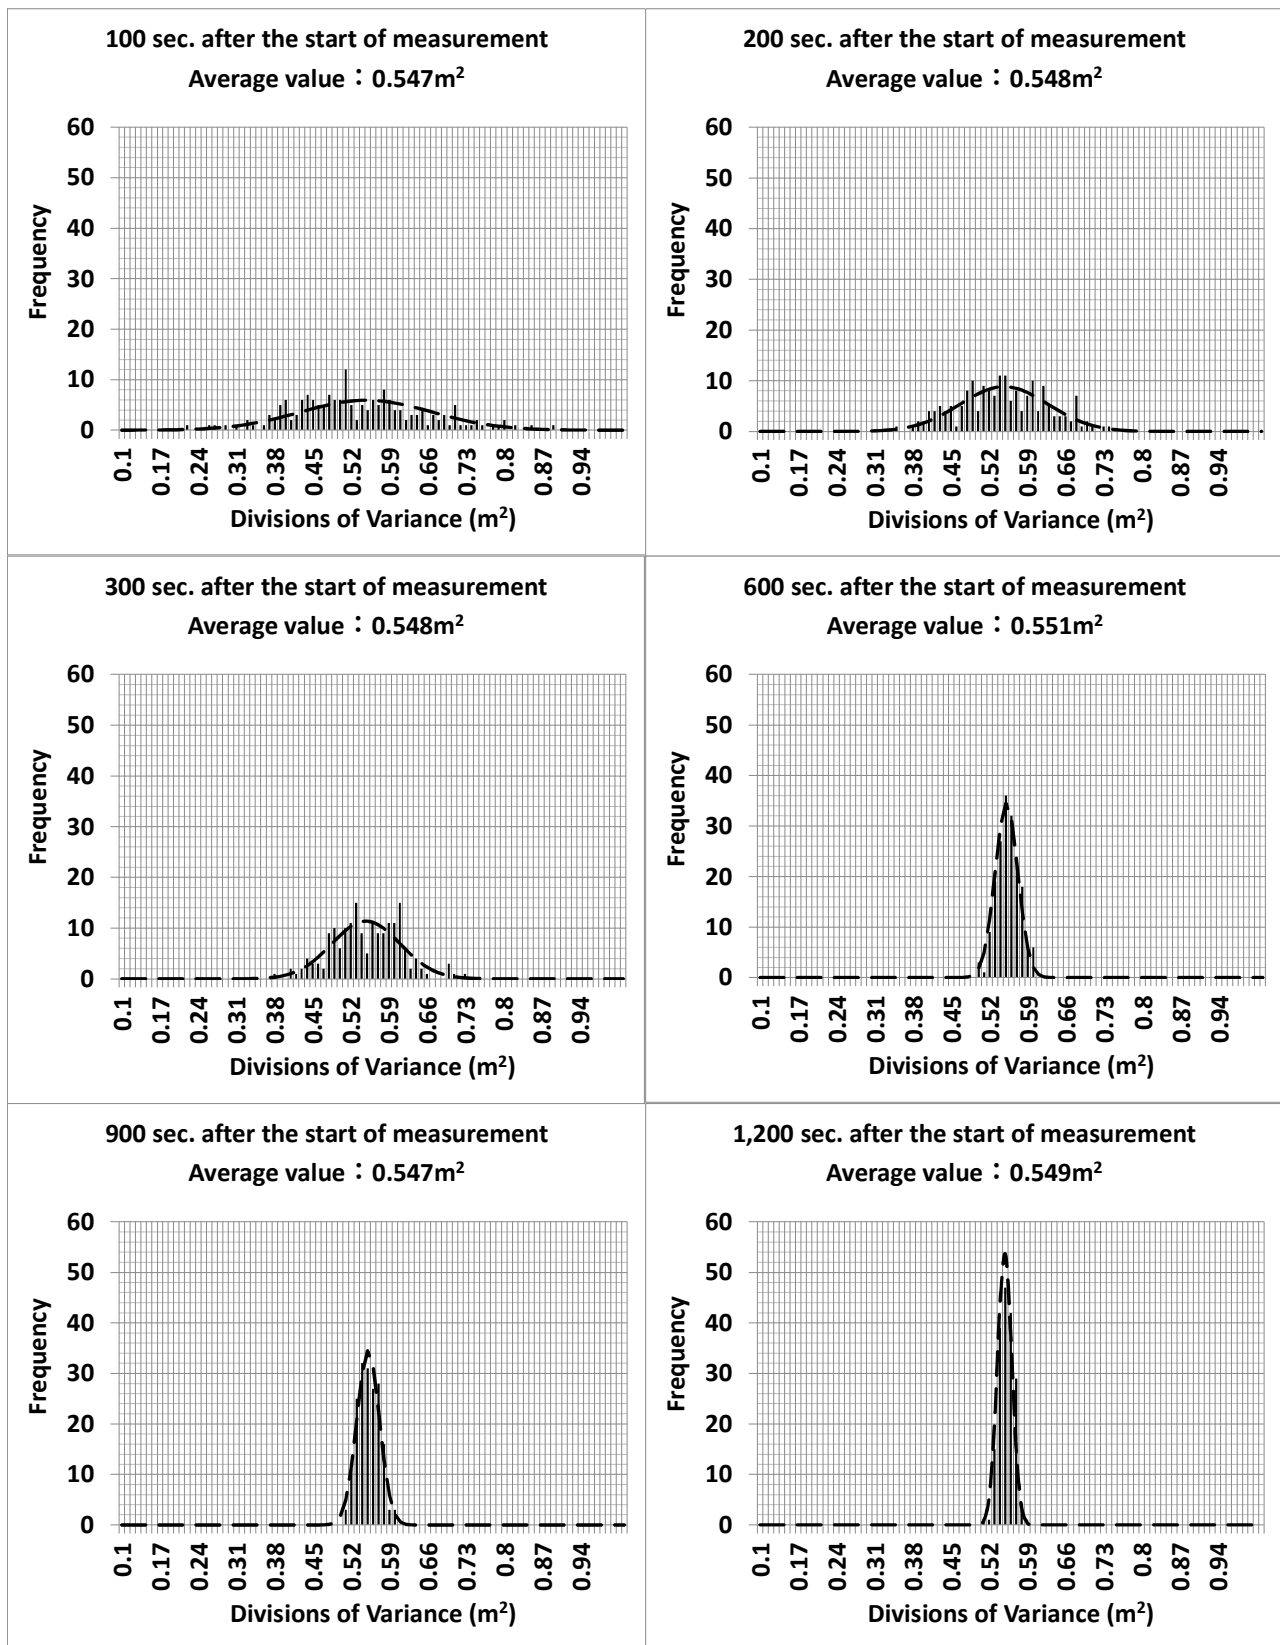 100 sec. after the start of measurement
Average value：0.547m²
60
50
40
30
20
10
0
Frequency
0.1 0.17 0.24 0.31 0.38 0.45 0.52 0.59 0.66 0.73 0.8 0.87 0.94
Divisions of Variance (m²)
200 sec. after the start of measurement
Average value：0.548m²
60
50
40
30
20
10
0
Frequency
0.1 0.17 0.24 0.31 0.38 0.45 0.52 0.59 0.66 0.73 0.8 0.87 0.94
Divisions of Variance (m²)
300 sec. after the start of measurement
Average value：0.548m²
60
50
40
30
20
10
0
Frequency
0.1 0.17 0.24 0.31 0.38 0.45 0.52 0.59 0.66 0.73 0.8 0.87 0.94
Divisions of Variance (m²)
600 sec. after the start of measurement
Average value：0.551m²
60
50
40
30
20
10
0
Frequency
0.1 0.17 0.24 0.31 0.38 0.45 0.52 0.59 0.66 0.73 0.8 0.87 0.94
Divisions of Variance (m²)
900 sec. after the start of measurement
Average value：0.547m²
60
50
40
30
20
10
0
Frequency
0.1 0.17 0.24 0.31 0.38 0.45 0.52 0.59 0.66 0.73 0.8 0.87 0.94
Divisions of Variance (m²)
1,200 sec. after the start of measurement
Average value：0.549m²
60
50
40
30
20
10
0
Frequency
0.1 0.17 0.24 0.31 0.38 0.45 0.52 0.59 0.66 0.73 0.8 0.87 0.94
Divisions of Variance (m²)